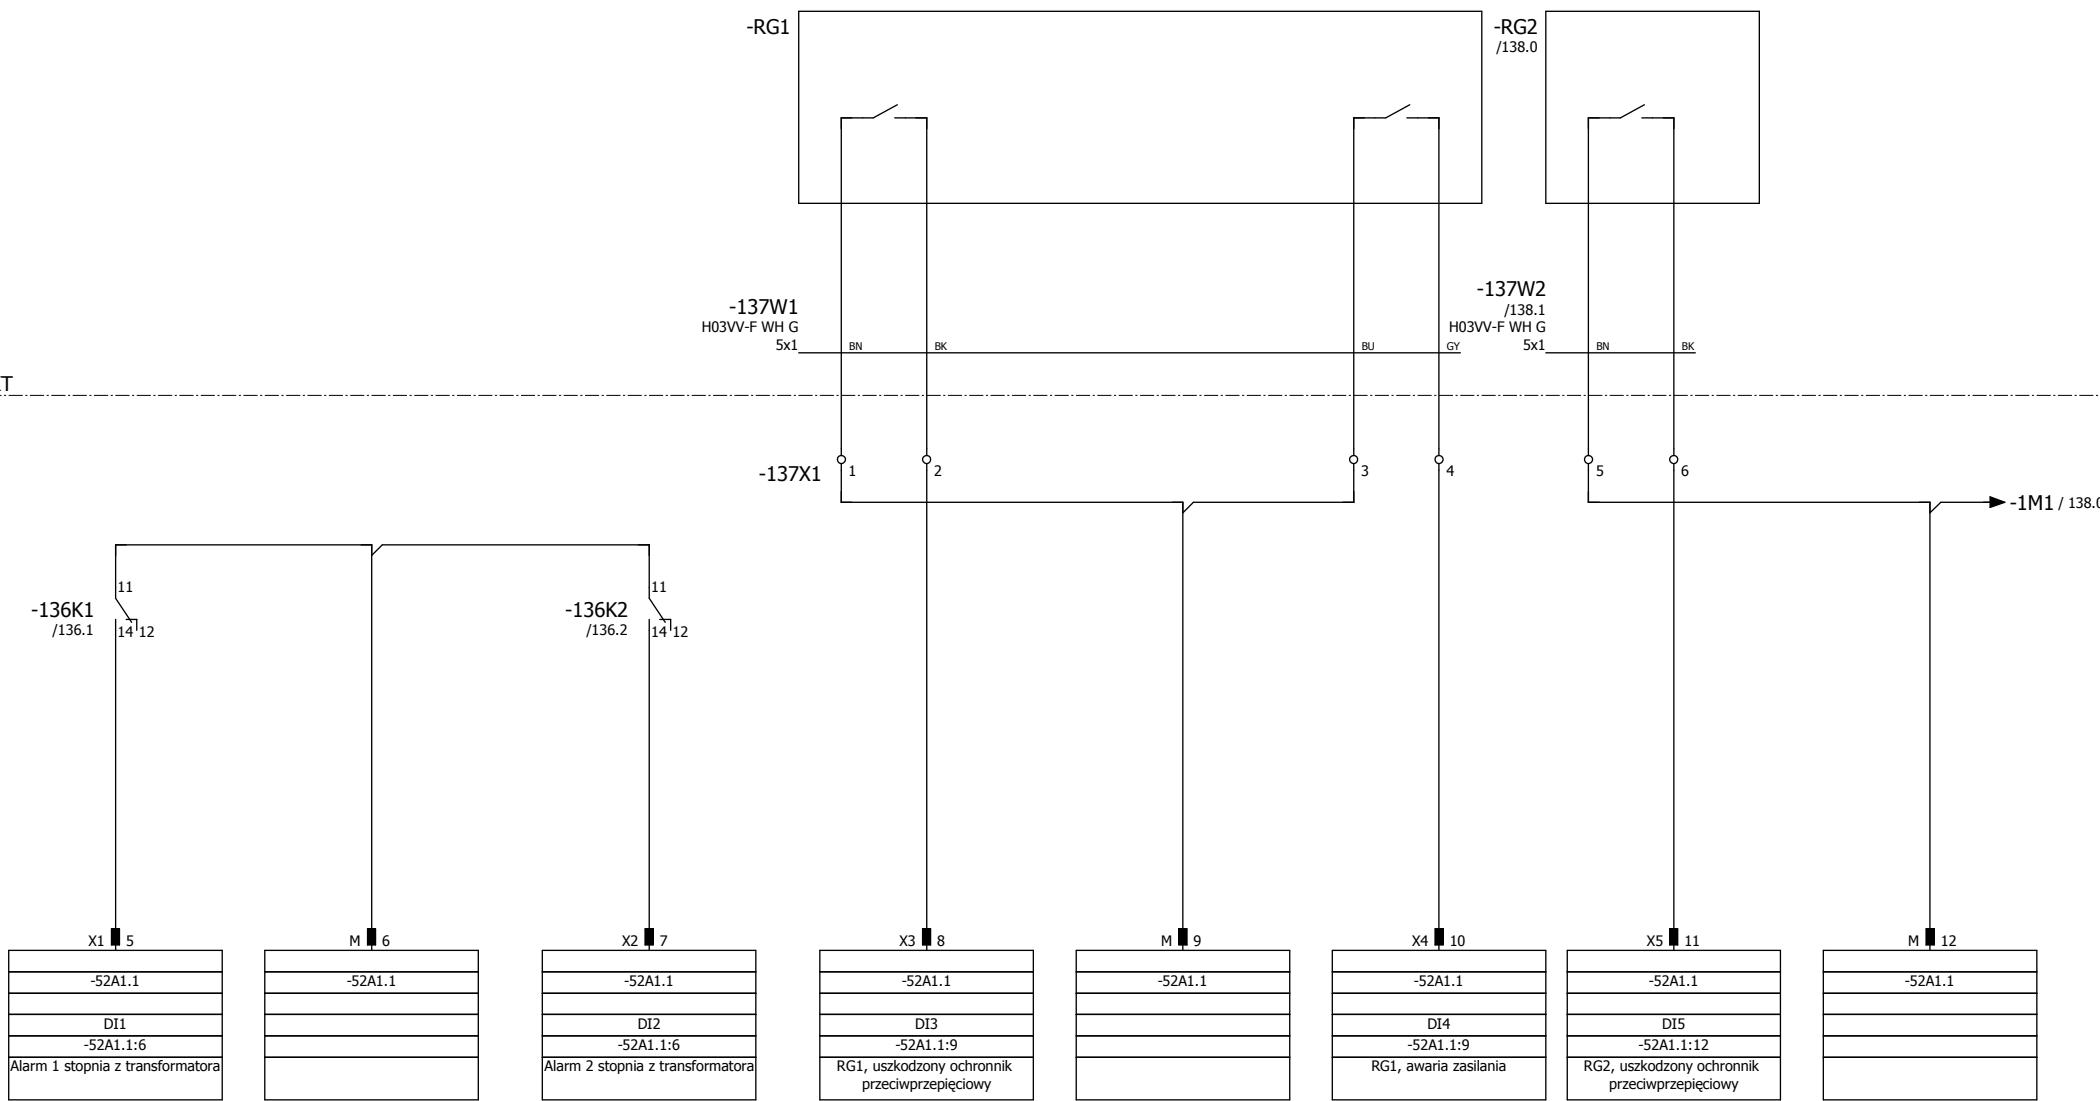 -RG1
-RG2
/138.0
-137W1
H03VV-F WH G
5x1
BN
BK
BU
GY
-137W2
/138.1
H03VV-F WH G
5x1
BN
BK
T
-137X1
1
2
3
4
5
6
-1M1 / 138.0
11
-136K1
/136.1
14 12
11
-136K2
/136.2
14 12
X1 5
M 6
X2 7
X3 8
M 9
X4 10
X5 11
M 12
-52A1.1
-52A1.1
-52A1.1
-52A1.1
-52A1.1
-52A1.1
-52A1.1
-52A1.1
DI1
DI2
DI3
DI4
DI5
-52A1.1:6
-52A1.1:6
-52A1.1:9
-52A1.1:9
-52A1.1:12
Alarm 1 stopnia z transformatora
Alarm 2 stopnia z transformatora
RG1, uszkodzony ochronnik
przeciwprzepięciowy
RG1, awaria zasilania
RG2, uszkodzony ochronnik
przeciwprzepięciowy